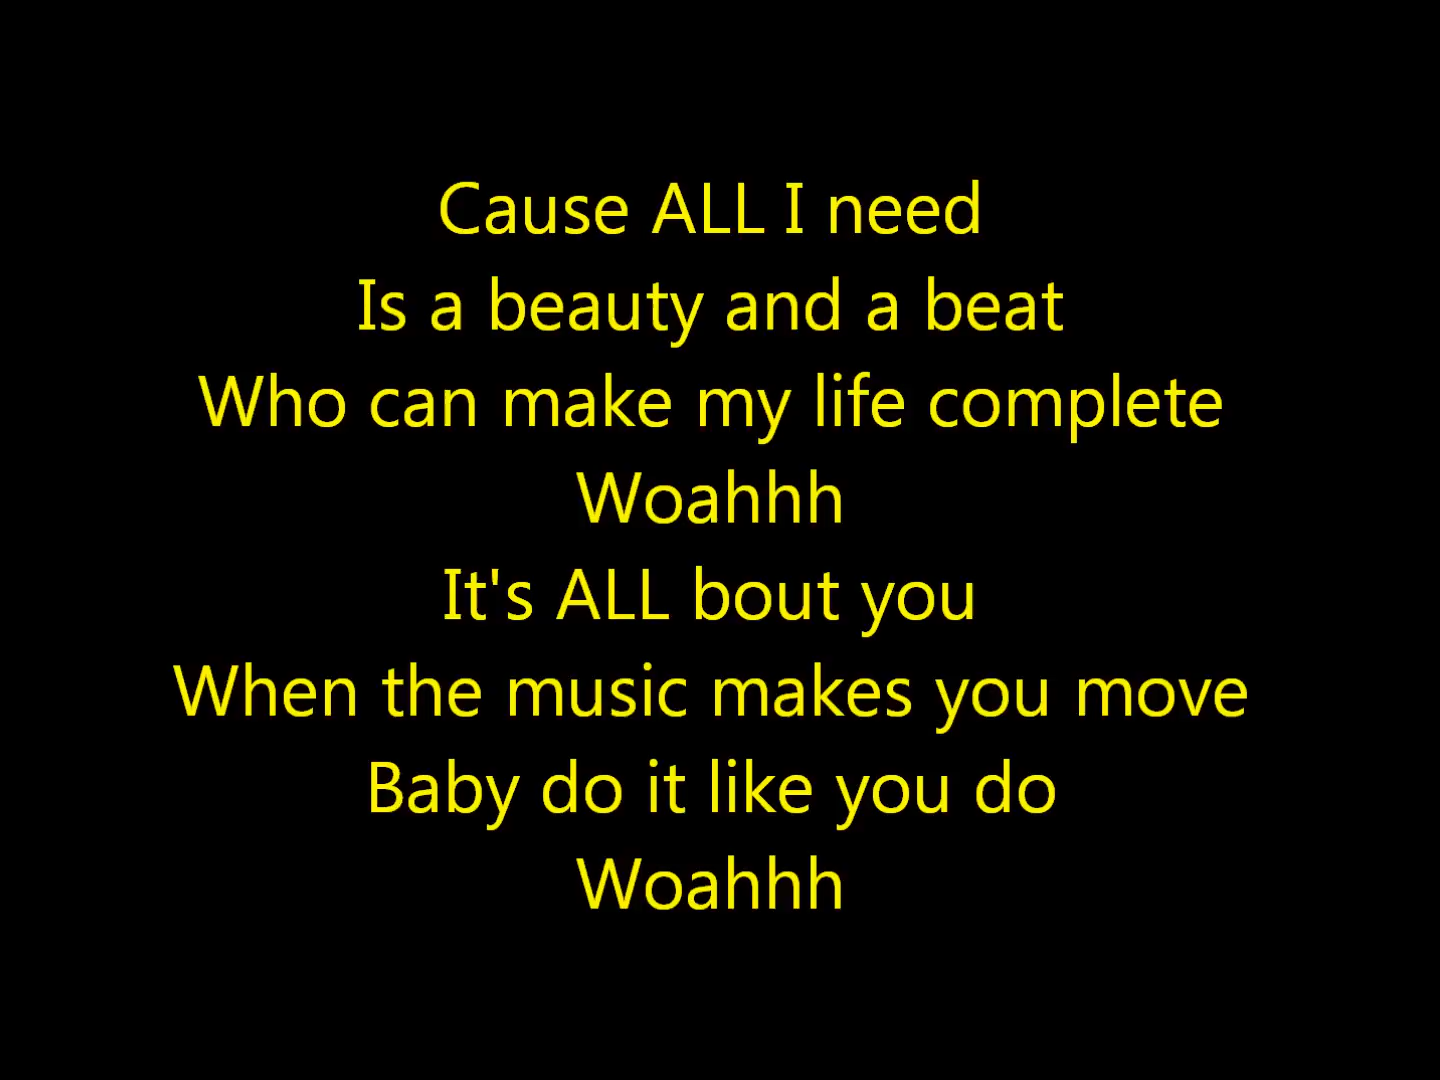 Cause ALL I need
Is a beauty and a beat
Who can make my life complete
Woahhh
It's ALL bout you
When the music makes you move
Baby do it like you do
Woahhh